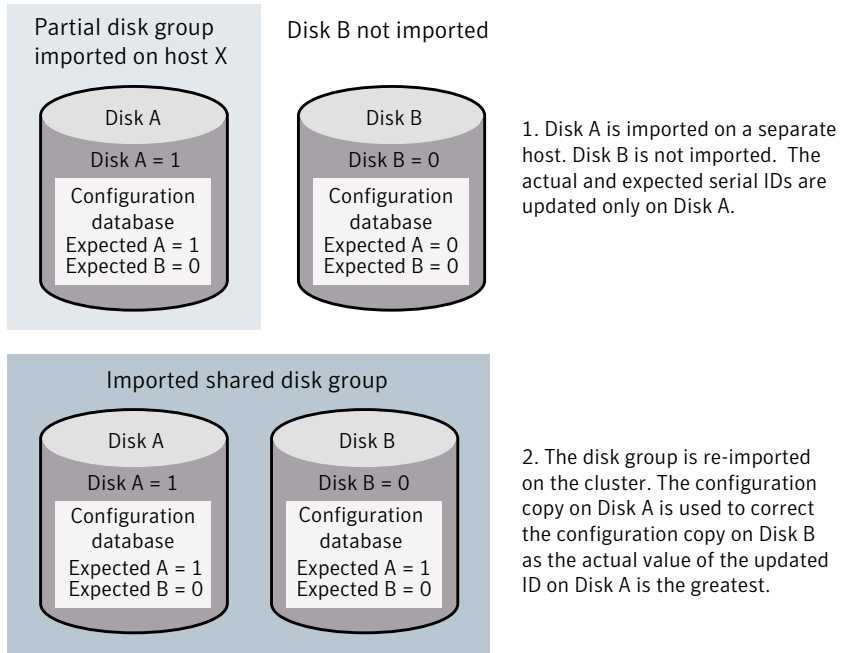 Partial disk group
imported on host X
Disk B not imported
Disk A
Disk A = 1
Configuration
database
Expected A = 1
Expected B = 0
Disk B
Disk B = 0
Configuration
database
Expected A = 0
Expected B = 0
1. Disk A is imported on a separate
host. Disk B is not imported. The
actual and expected serial IDs are
updated only on Disk A.
Imported shared disk group
Disk A
Disk A = 1
Configuration
database
Expected A = 1
Expected B = 0
Disk B
Disk B = 0
Configuration
database
Expected A = 1
Expected B = 0
2. The disk group is re-imported
on the cluster. The configuration
copy on Disk A is used to correct
the configuration copy on Disk B
as the actual value of the updated
ID on Disk A is the greatest.